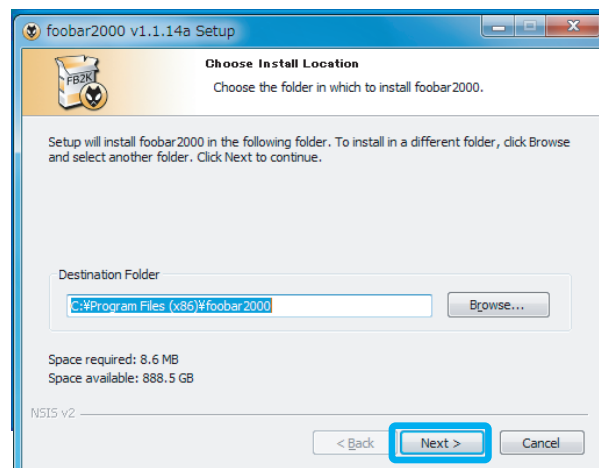 foobar2000 v1.1.14a Setup
FB2K
Choose Install Location
Choose the folder in which to install foobar2000.
Setup will install foobar2000 in the following folder. To install in a different folder, click Browse
and select another folder. Click Next to continue.
Destination Folder
C:¥Program Files (x86)¥foobar2000
Browse...
Space required: 8.6 MB
Space available: 888.5 GB
NSIS v2
< Back
Next >
Cancel